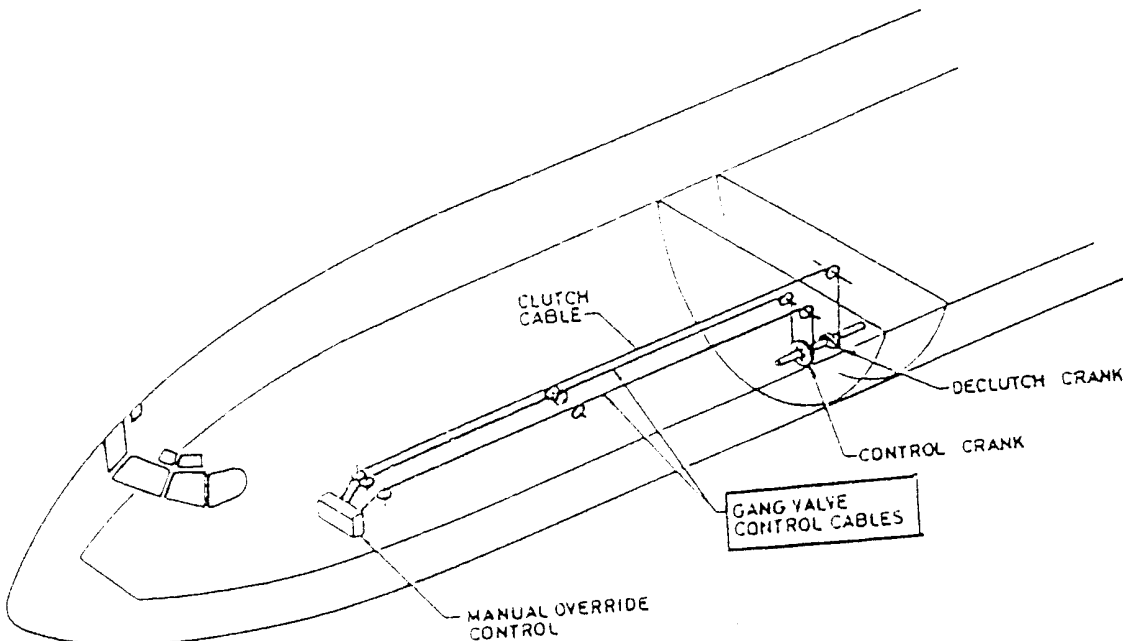 CLUTCH
CABLE
DECLUTCH CRANK
CONTROL CRANK
GANG VALVE
CONTROL CABLES
MANUAL OVERRIDE
CONTROL